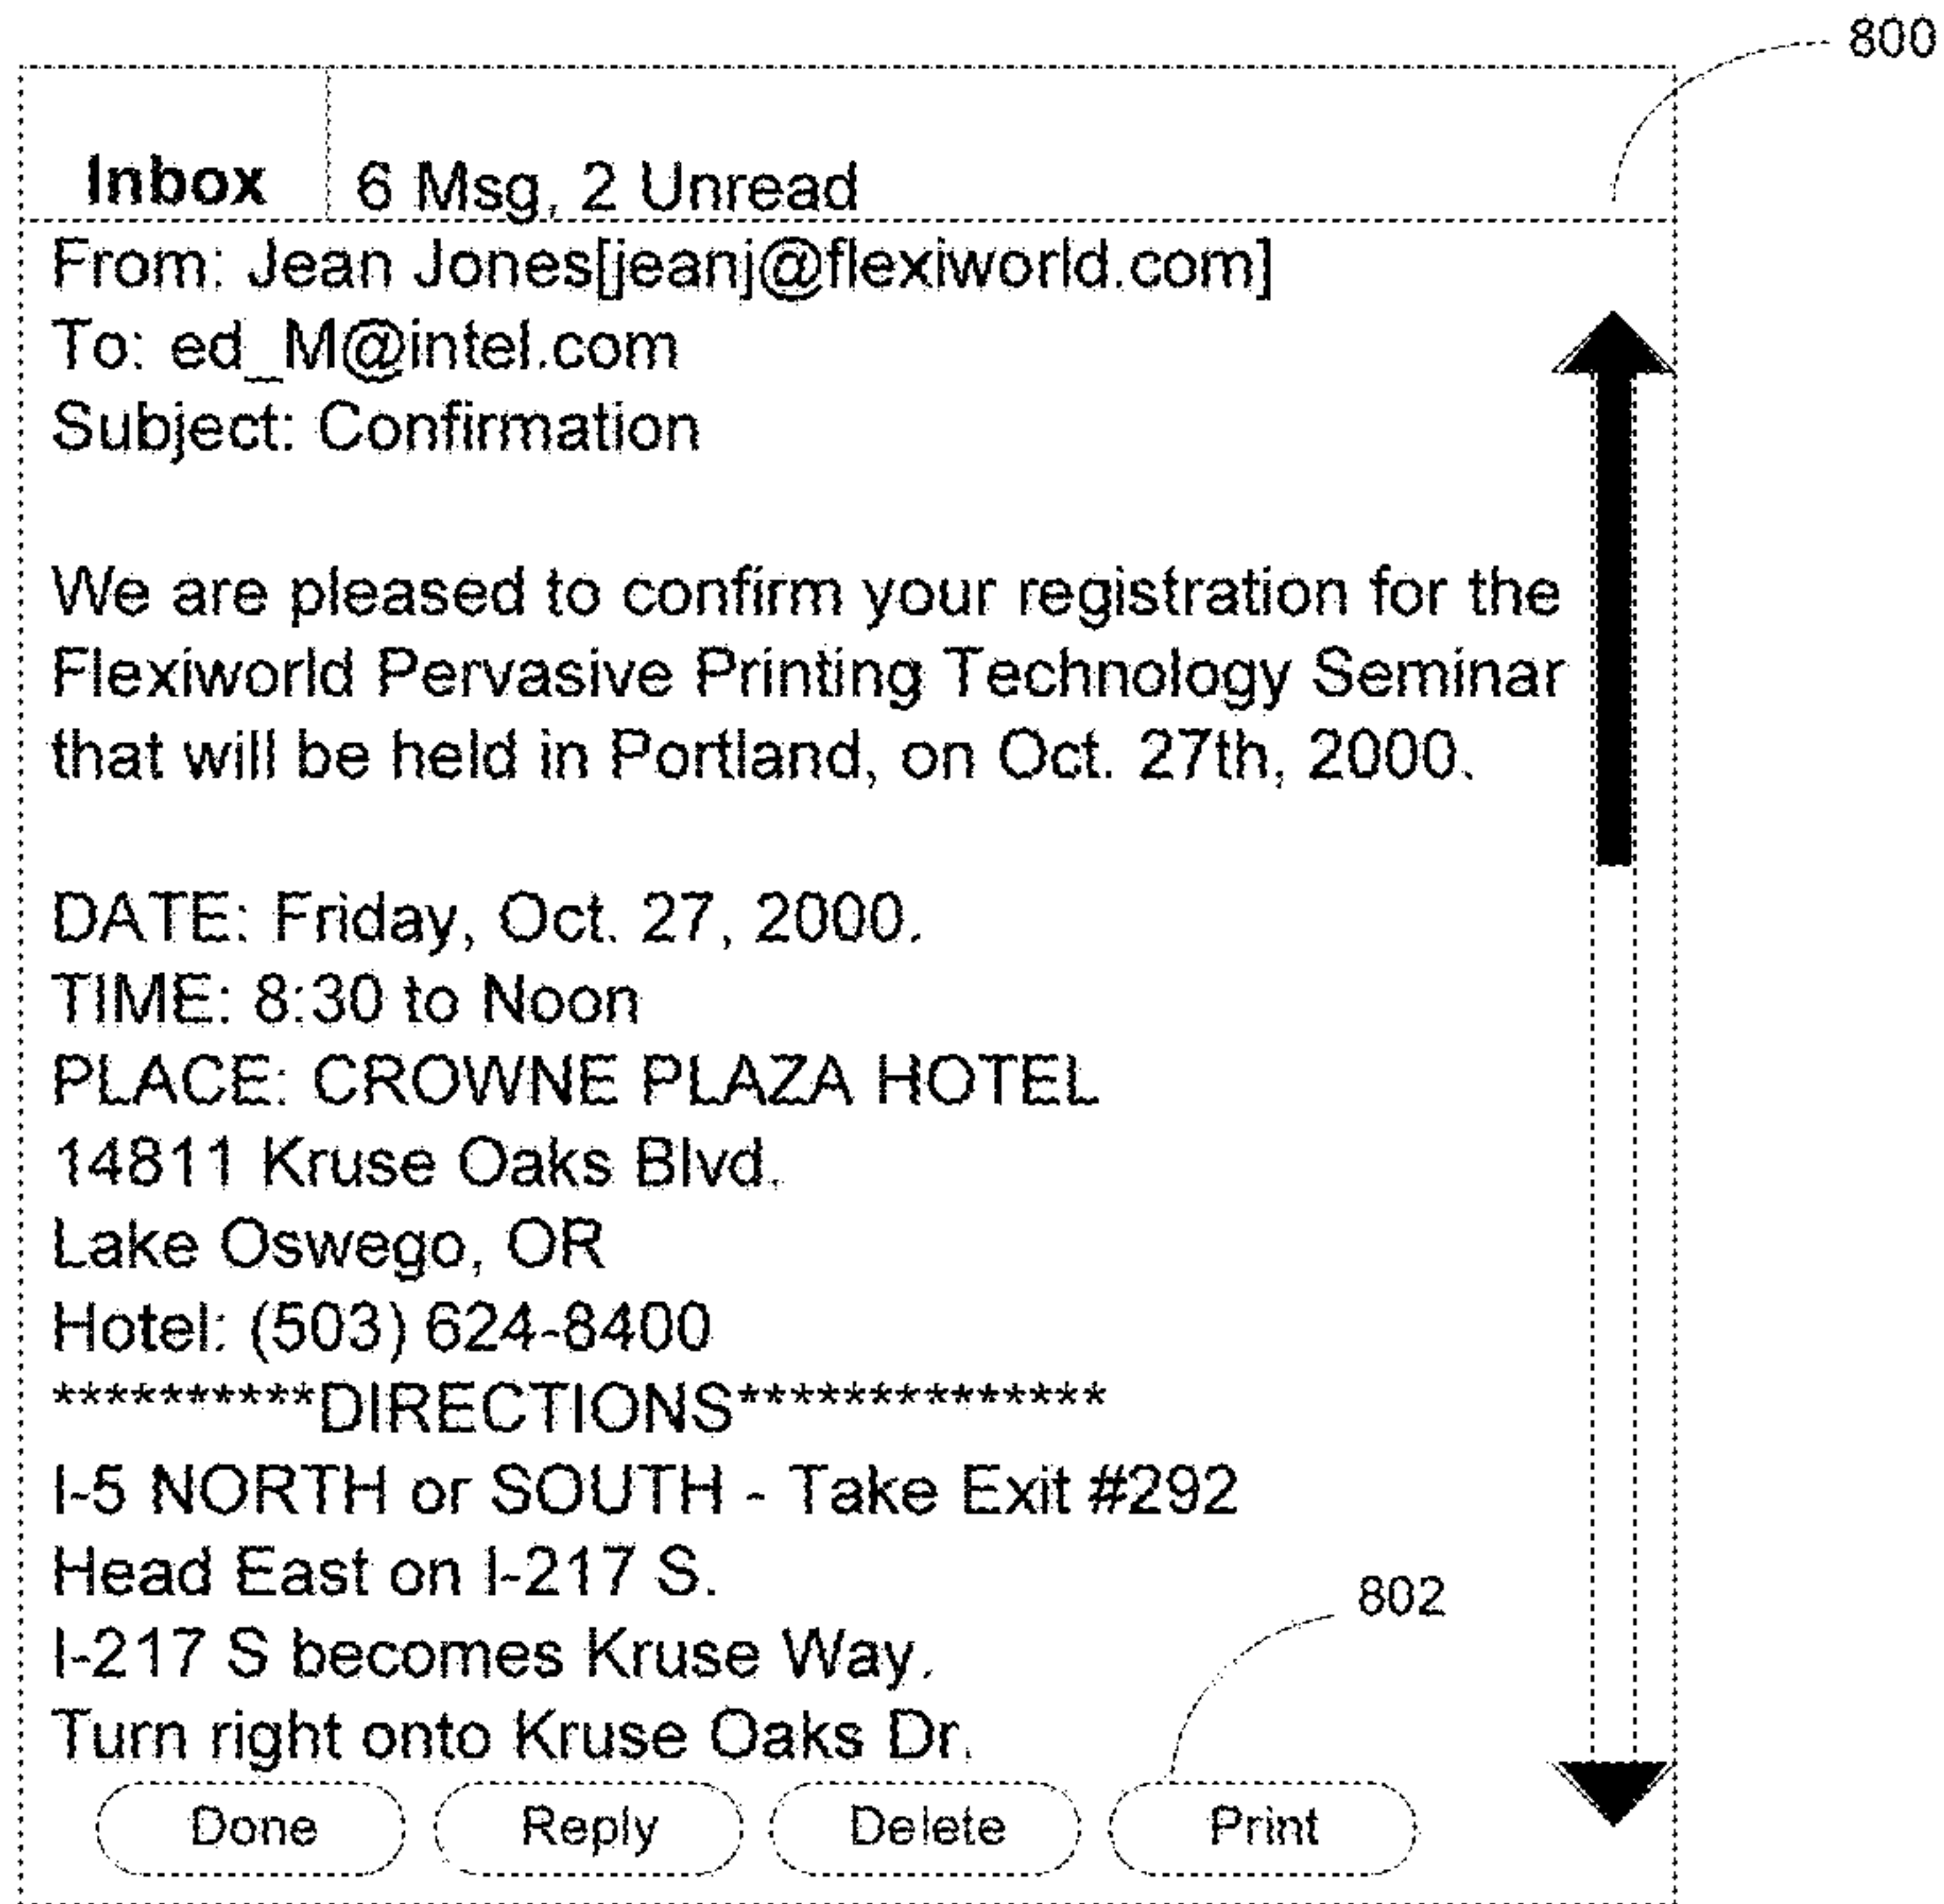 800
Inbox 6 Msg, 2 Unread
From: Jean Jones[jeanj@flexiworld.com]
To: ed_M@intel.com
Subject: Confirmation
We are pleased to confirm your registration for the
Flexiworld Pervasive Printing Technology Seminar
that will be held in Portland, on Oct. 27th, 2000.
DATE: Friday, Oct. 27, 2000.
TIME: 8:30 to Noon
PLACE: CROWNE PLAZA HOTEL
14811 Kruse Oaks Blvd.
Lake Oswego, OR
Hotel: (503) 624-8400
**********DIRECTIONS**************
I-5 NORTH or SOUTH - Take Exit #292
Head East on I-217 S.
802
I-217 S becomes Kruse Way.
Turn right onto Kruse Oaks Dr.
Done Reply Delete Print